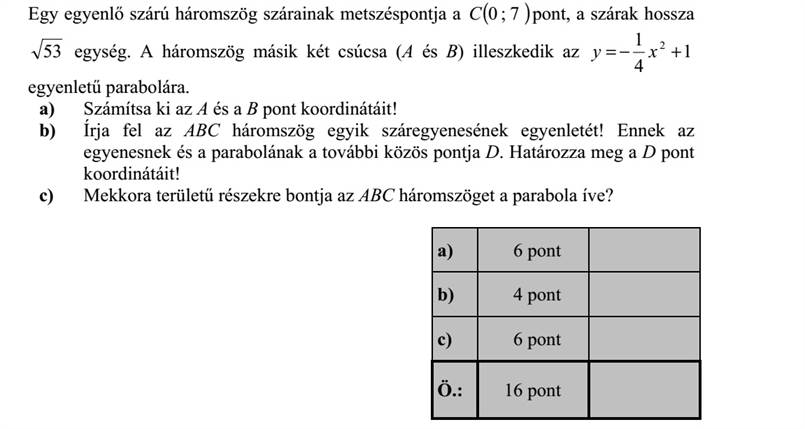 Egy egyenlő szárú háromszög szárainak metszéspontja a C(0 ; 7 ) pont, a szárak hossza
√53 egység. A háromszög másik két csúcsa (A és B) illeszkedik az y = −1/4 x² + 1
egyenletű parabolára.
a) Számítsa ki az A és a B pont koordinátáit!
b) Írja fel az ABC háromszög egyik száregyenesének egyenletét! Ennek az
egyenesnek és a parabolának a további közös pontja D. Határozza meg a D pont
koordinátáit!
c) Mekkora területű részekre bontja az ABC háromszöget a parabola íve?
a) 6 pont
b) 4 pont
c) 6 pont
Ö.: 16 pont